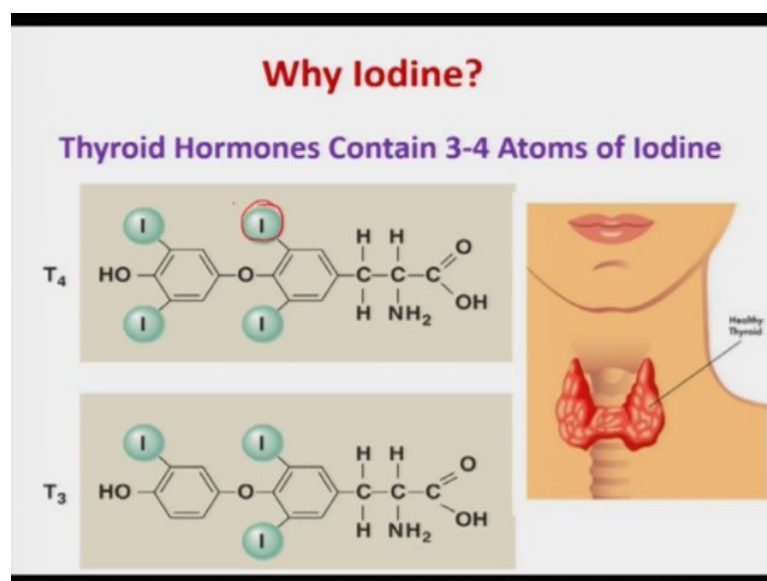 Why Iodine?
Thyroid Hormones Contain 3-4 Atoms of Iodine
T4
I I
HO O C C C O
H H
H NH2 OH
I I
Healthy
Thyroid
T3
I I
HO O C C C O
H H
H NH2 OH
I